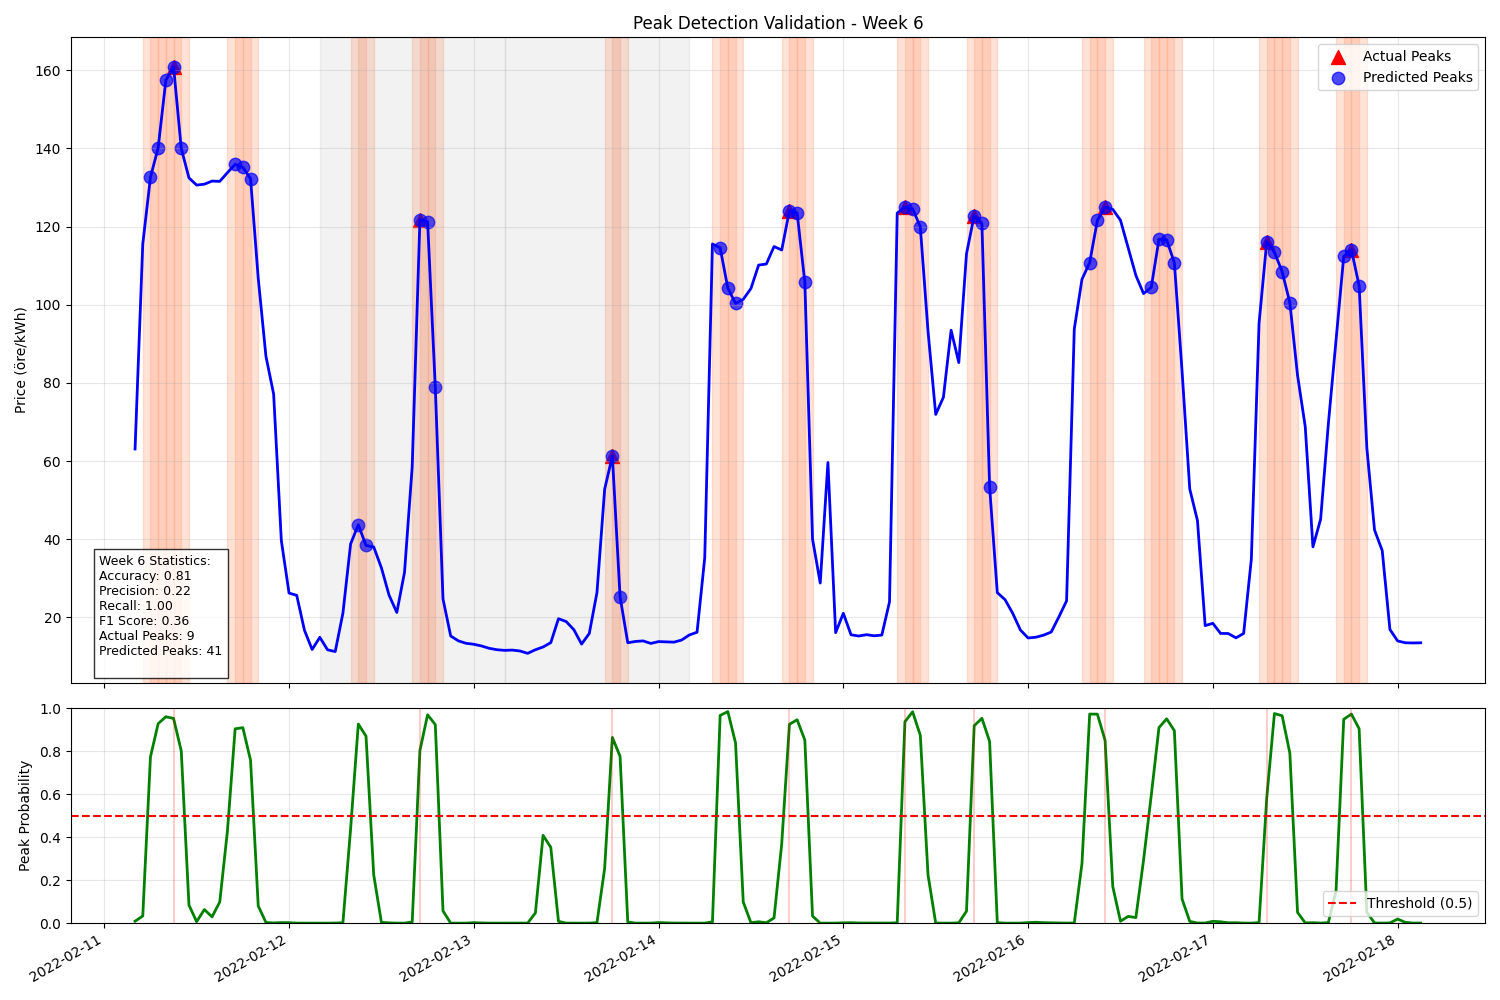 Peak Detection Validation - Week 6
Actual Peaks
Predicted Peaks
Price (öre/kWh)
160
140
120
100
80
60
40
20
Week 6 Statistics:
Accuracy: 0.81
Precision: 0.22
Recall: 1.00
F1 Score: 0.36
Actual Peaks: 9
Predicted Peaks: 41
Peak Probability
1.0
0.8
0.6
0.4
0.2
0.0
Threshold (0.5)
2022-02-11
2022-02-12
2022-02-13
2022-02-14
2022-02-15
2022-02-16
2022-02-17
2022-02-18